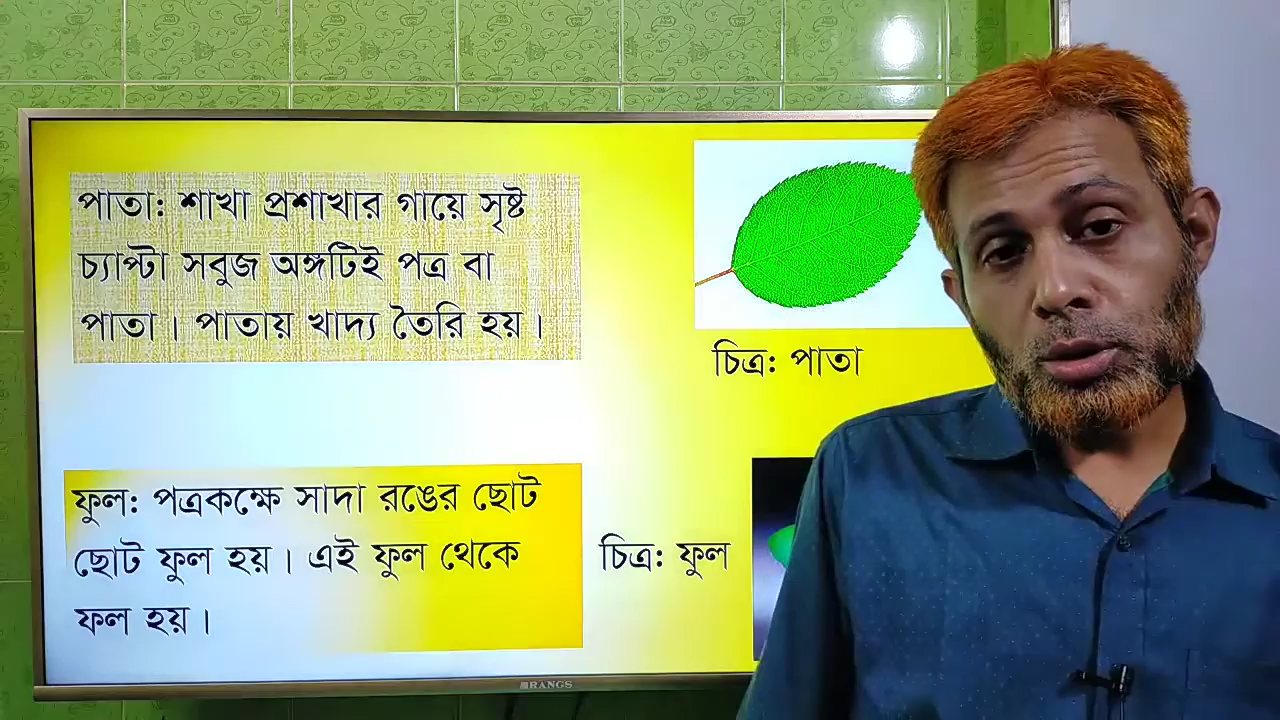 পাতা: শাখা প্রশাখার গায়ে সৃষ্ট
চ্যাপ্টা সবুজ অঙ্গটিই পত্র বা
পাতা। পাতায় খাদ্য তৈরি হয়।
চিত্র: পাতা
ফুল: পত্রকক্ষে সাদা রঙের ছোট
ছোট ফুল হয়। এই ফুল থেকে
ফল হয়।
চিত্র: ফুল
RANGS